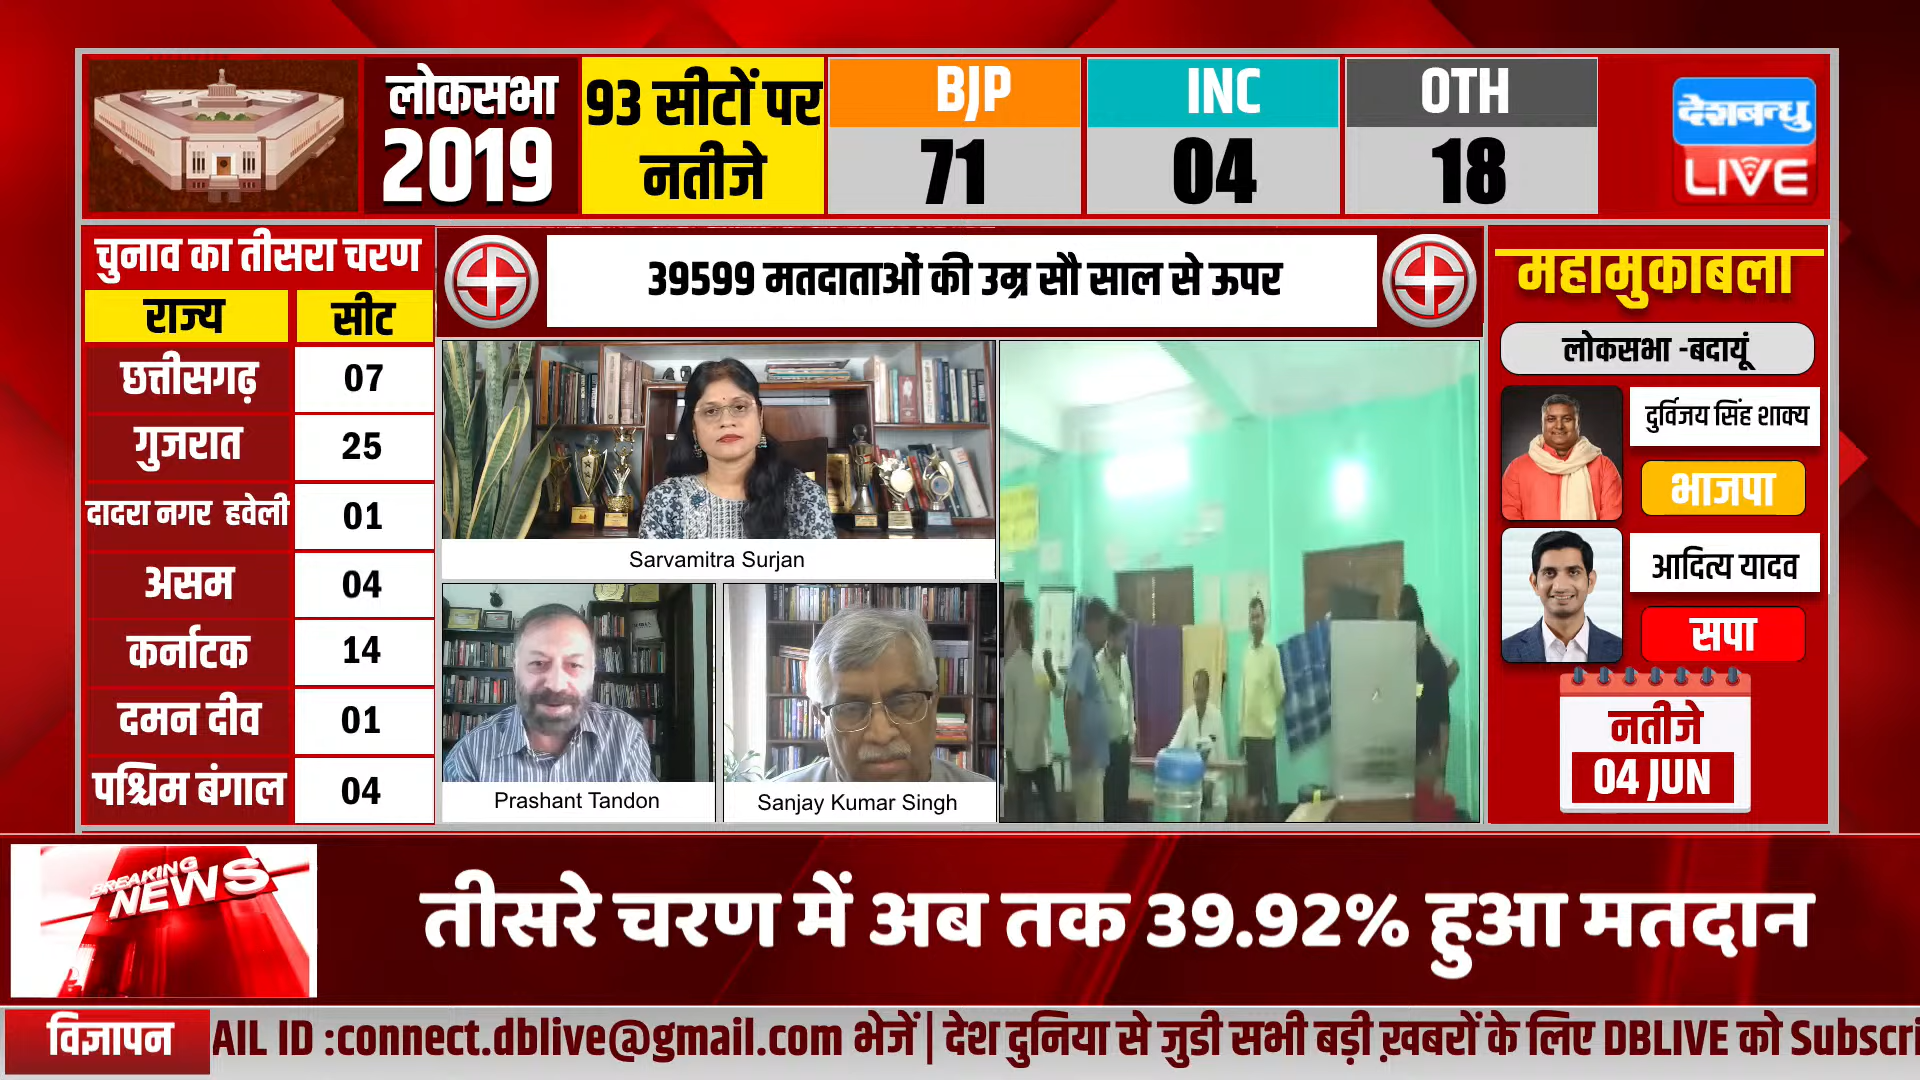 लोकसभा
2019
93 सीटों पर
नतीजे
BJP
71
INC
04
OTH
18
देशबन्धु
LIVE
चुनाव का तीसरा चरण
राज्य सीट
छत्तीसगढ़ 07
गुजरात 25
दादरा नगर हवेली 01
असम 04
कर्नाटक 14
दमन दीव 01
पश्चिम बंगाल 04
39599 मतदाताओं की उम्र सौ साल से ऊपर
Sarvamitra Surjan
Prashant Tandon
Sanjay Kumar Singh
महामुकाबला
लोकसभा -बदायूं
दुर्विजय सिंह शाक्य
भाजपा
आदित्य यादव
सपा
नतीजे
04 JUN
BREAKING
NEWS
तीसरे चरण में अब तक 39.92% हुआ मतदान
विज्ञापन
AIL ID :connect.dblive@gmail.com भेजें | देश दुनिया से जुडी सभी बड़ी ख़बरों के लिए DBLIVE को Subscri